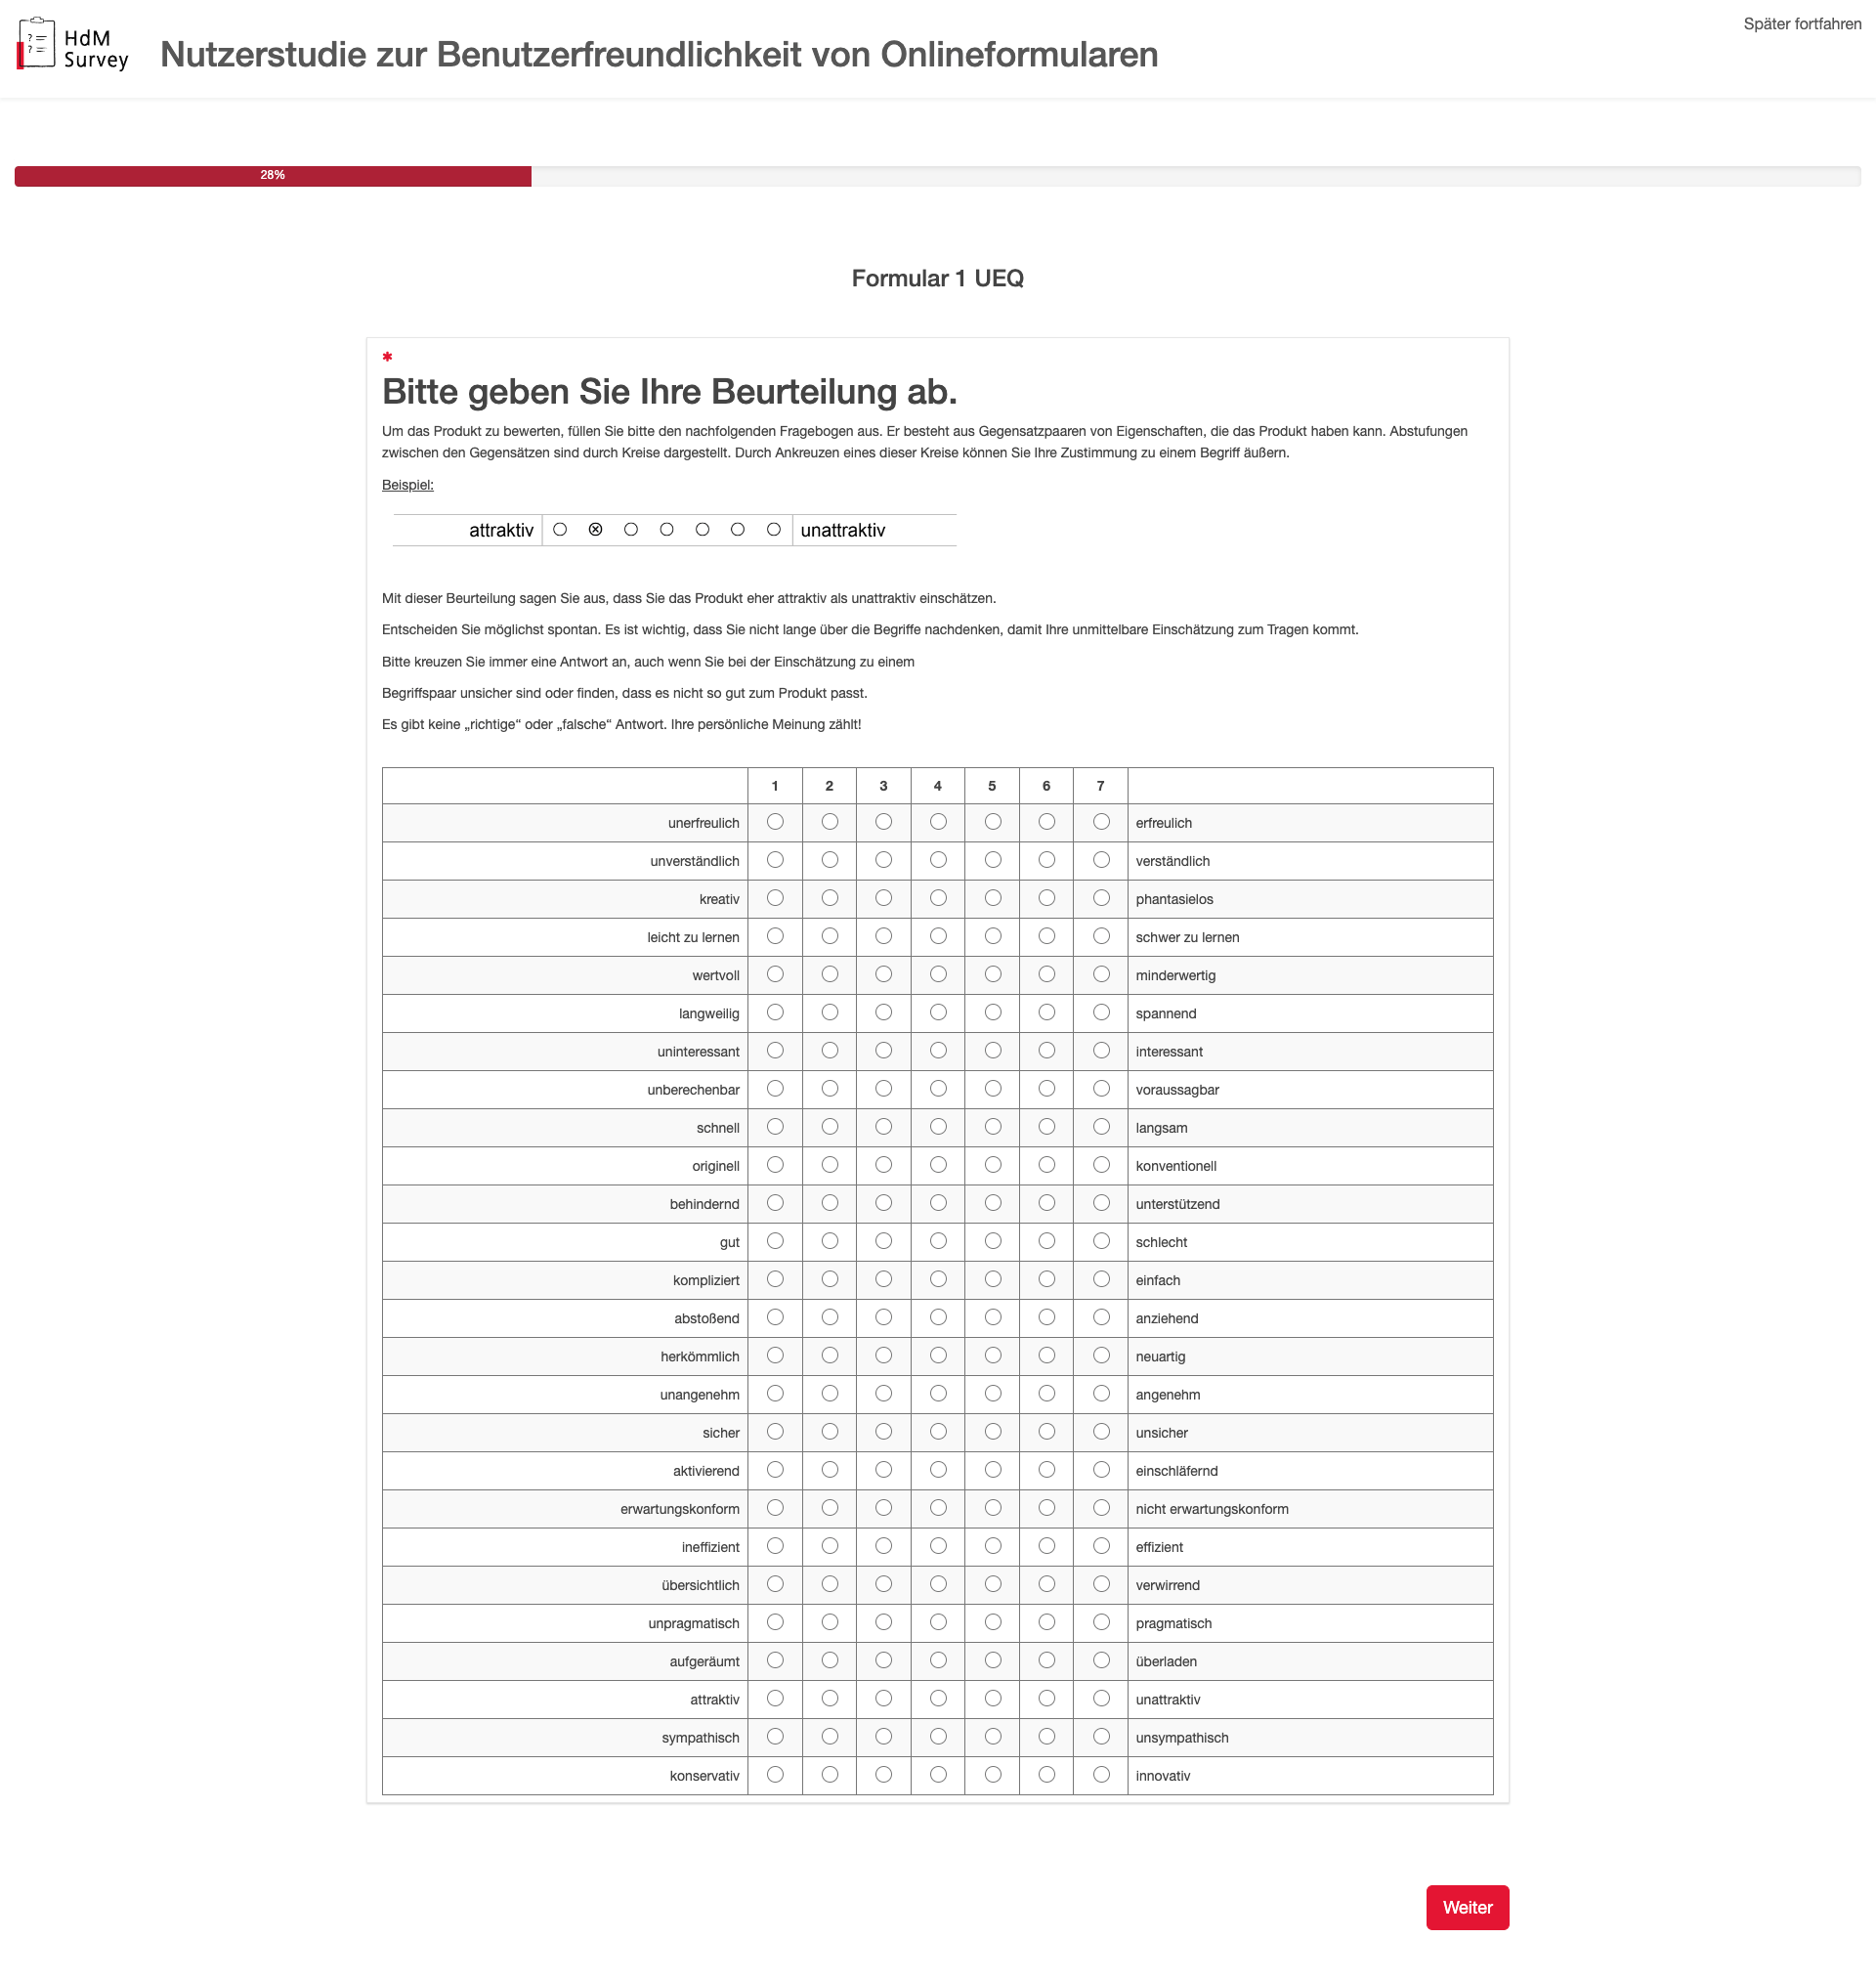 Später fortfahren
? 
? 
HdM
Survey
Nutzerstudie zur Benutzerfreundlichkeit von Onlineformularen
28%
Formular 1 UEQ
*
Bitte geben Sie Ihre Beurteilung ab.
Um das Produkt zu bewerten, füllen Sie bitte den nachfolgenden Fragebogen aus. Er besteht aus Gegensatzpaaren von Eigenschaften, die das Produkt haben kann. Abstufungen
zwischen den Gegensätzen sind durch Kreise dargestellt. Durch Ankreuzen eines dieser Kreise können Sie Ihre Zustimmung zu einem Begriff äußern.
Beispiel:
attraktiv unattraktiv
Mit dieser Beurteilung sagen Sie aus, dass Sie das Produkt eher attraktiv als unattraktiv einschätzen.
Entscheiden Sie möglichst spontan. Es ist wichtig, dass Sie nicht lange über die Begriffe nachdenken, damit Ihre unmittelbare Einschätzung zum Tragen kommt.
Bitte kreuzen Sie immer eine Antwort an, auch wenn Sie bei der Einschätzung zu einem
Begriffspaar unsicher sind oder finden, dass es nicht so gut zum Produkt passt.
Es gibt keine „richtige“ oder „falsche“ Antwort. Ihre persönliche Meinung zählt!
1 2 3 4 5 6 7
unerfreulich erfreulich
unverständlich verständlich
kreativ phantasielos
leicht zu lernen schwer zu lernen
wertvoll minderwertig
langweilig spannend
uninteressant interessant
unberechenbar voraussagbar
schnell langsam
originell konventionell
behindernd unterstützend
gut schlecht
kompliziert einfach
abstoßend anziehend
herkömmlich neuartig
unangenehm angenehm
sicher unsicher
aktivierend einschläfernd
erwartungskonform nicht erwartungskonform
ineffizient effizient
übersichtlich verwirrend
unpragmatisch pragmatisch
aufgeräumt überladen
attraktiv unattraktiv
sympathisch unsympathisch
konservativ innovativ
Weiter